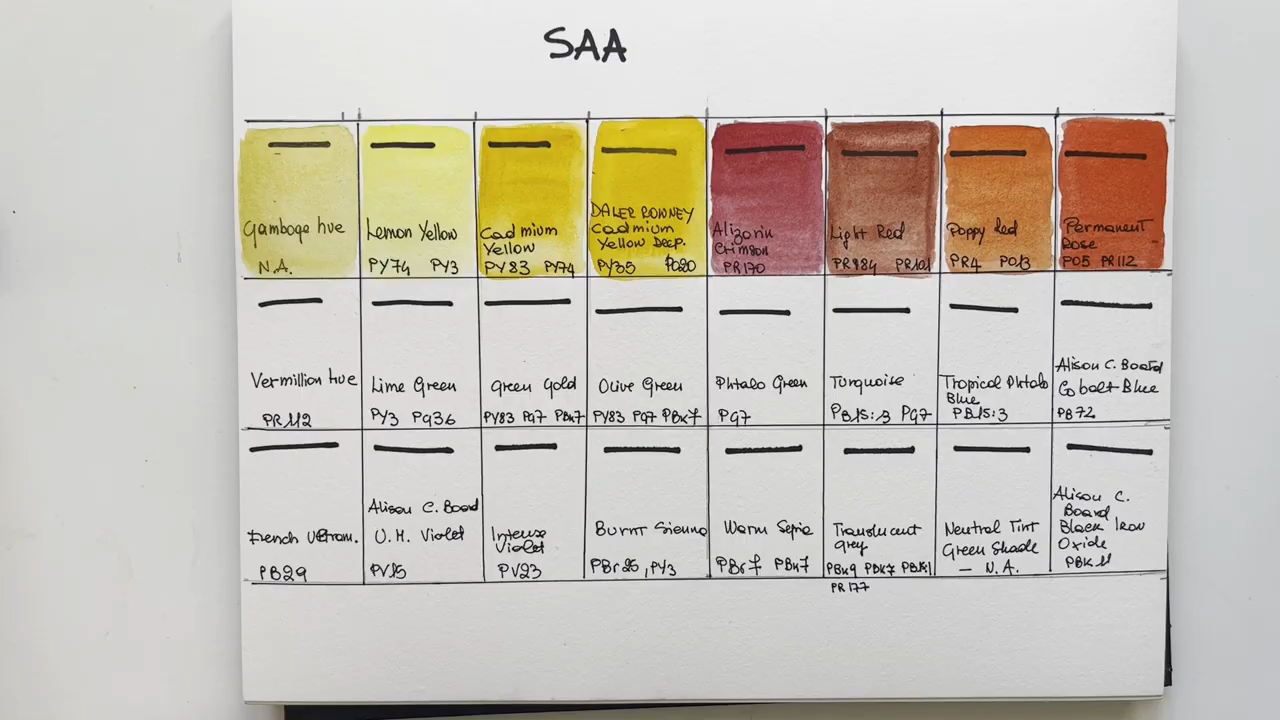 SAA
Gamboge hue
N.A.
Lemon Yellow
PY74 PY3
Cadmium
Yellow
PY83 PY74
DALER ROWNEY
Cadmium
Yellow Deep.
PY35 PO20
Alizarin
Crimson
PR170
Light Red
PR184 PR101
Poppy Red
PR4 PO13
Permanent
Rose
PO5 PR112
Vermillion hue
PR112
Lime Green
PY3 PG36
Green Gold
PY83 PG7 PBk7
Olive Green
PY83 PG7 PBk7
Phtalo Green
PG7
Turquoise
PB15:3 PG7
Tropical Phtalo
Blue
PB15:3
Alison C. Board
Cobalt Blue
PB72
French Ultram.
PB29
Alison C. Board
U.M. Violet
PV15
Intense
Violet
PV23
Burnt Sienna
PBr25, PY3
Warm Sepia
PBr7 PBk7
Translucent
Grey
PBk9 PBk7 PB15:1
PR177
Neutral Tint
Green Shade
— N.A.
Alison C.
Board
Black Iron
Oxide
PBk 11